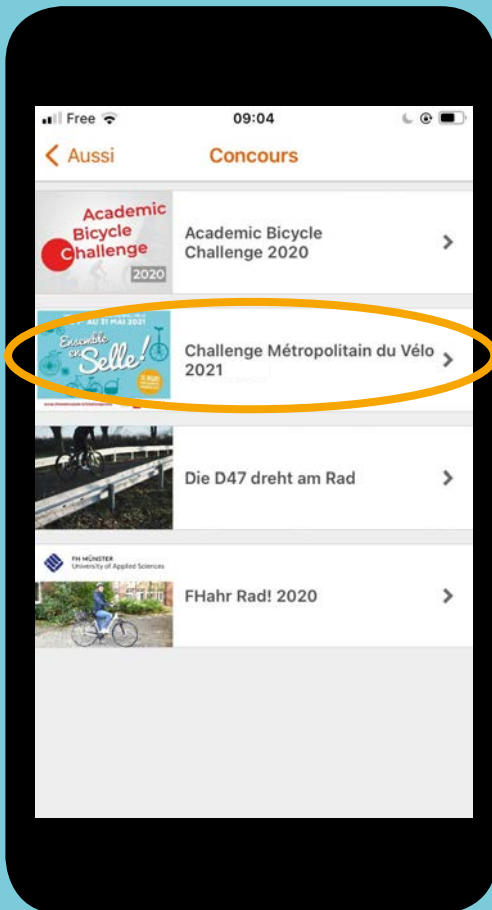 Free
09:04
Aussi
Concours
Academic
Bicycle
Challenge
2020
Academic Bicycle
Challenge 2020
AU 31 MAI 2021
Ensemble
en Selle!
Challenge Métropolitain du Vélo
2021
Die D47 dreht am Rad
FH MÜNSTER
University of Applied Sciences
FHahr Rad! 2020